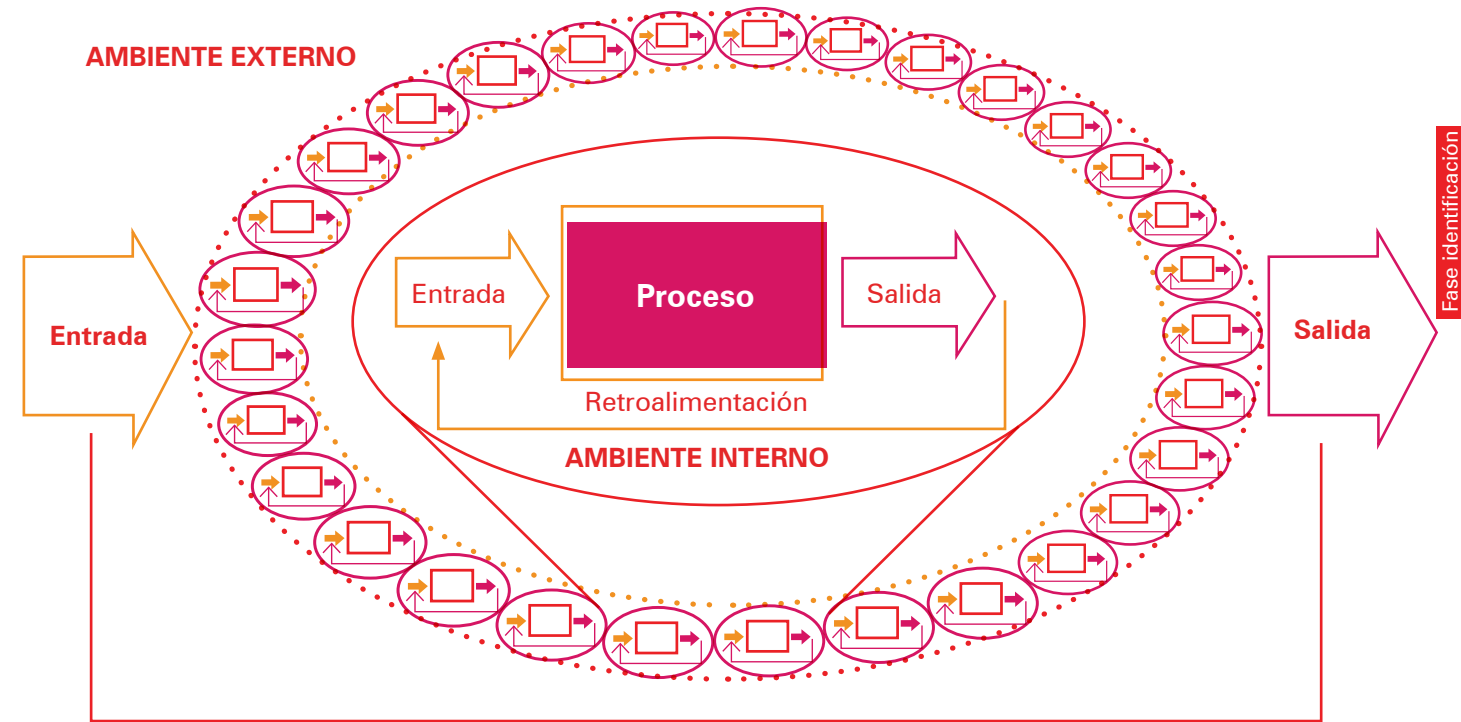 AMBIENTE EXTERNO
Fase identificación
Entrada
Entrada
Proceso
Salida
Salida
Retroalimentación
AMBIENTE INTERNO